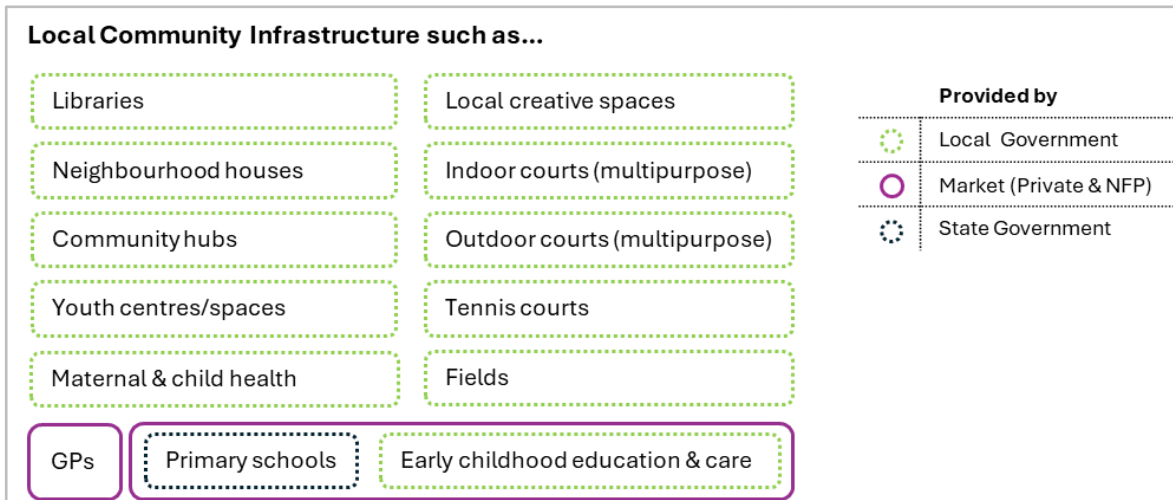 Local Community Infrastructure such as...
Libraries
Local creative spaces
Neighbourhood houses
Indoor courts (multipurpose)
Community hubs
Outdoor courts (multipurpose)
Youth centres/spaces
Tennis courts
Maternal & child health
Fields
GPs
Primary schools
Early childhood education & care
Provided by
Local Government
Market (Private & NFP)
State Government